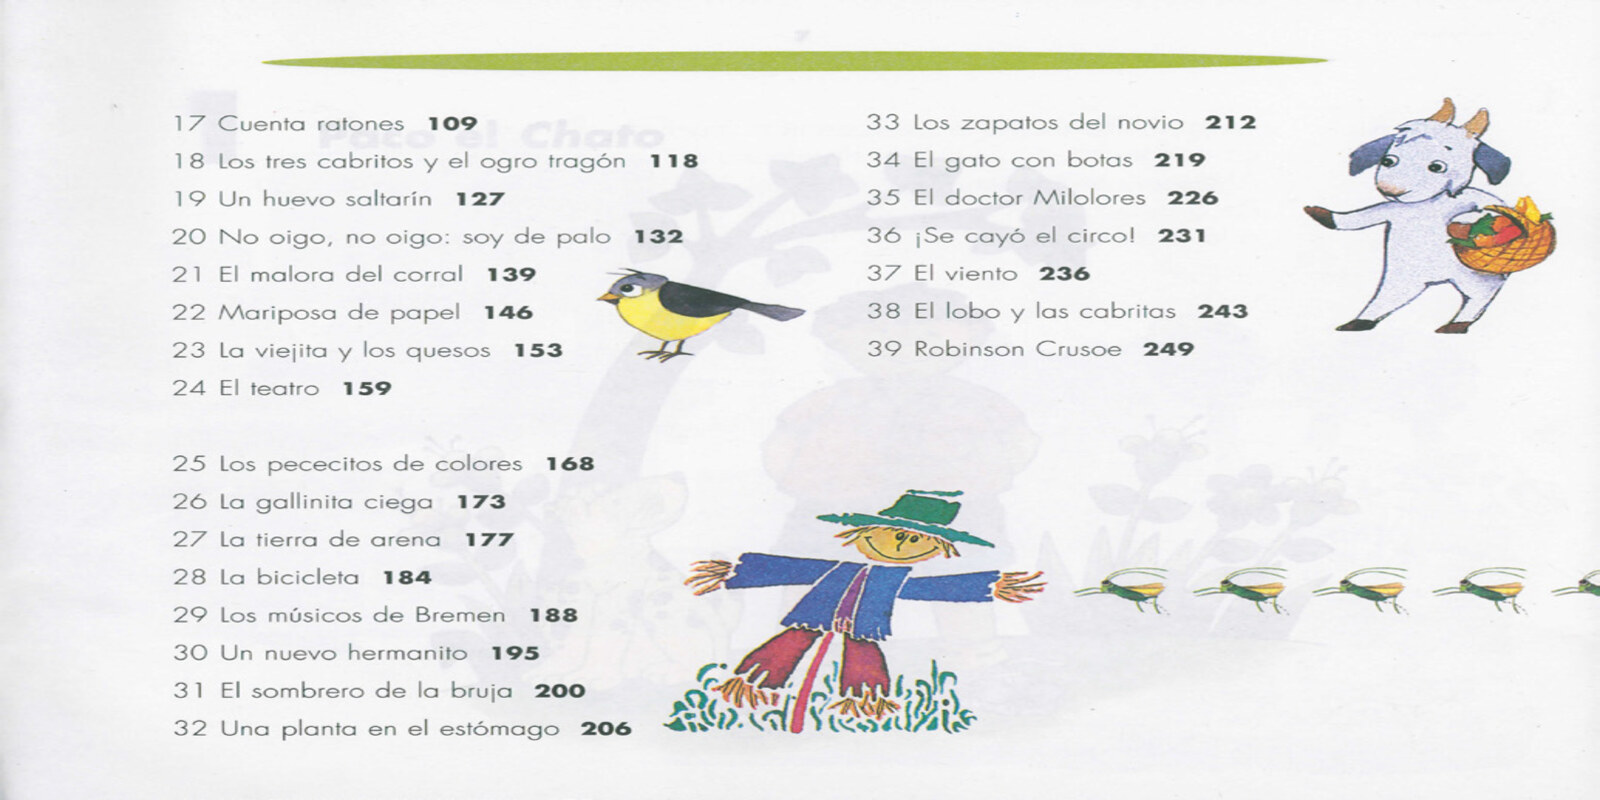 17 Cuenta ratones 109
18 Los tres cabritos y el ogro tragón 118
19 Un huevo saltarín 127
20 No oigo, no oigo: soy de palo 132
21 El malora del corral 139
22 Mariposa de papel 146
23 La viejita y los quesos 153
24 El teatro 159
25 Los pececitos de colores 168
26 La gallinita ciega 173
27 La tierra de arena 177
28 La bicicleta 184
29 Los músicos de Bremen 188
30 Un nuevo hermanito 195
31 El sombrero de la bruja 200
32 Una planta en el estómago 206
33 Los zapatos del novio 212
34 El gato con botas 219
35 El doctor Milolores 226
36 ¡Se cayó el circo! 231
37 El viento 236
38 El lobo y las cabritas 243
39 Robinson Crusoe 249
Paco el Chato